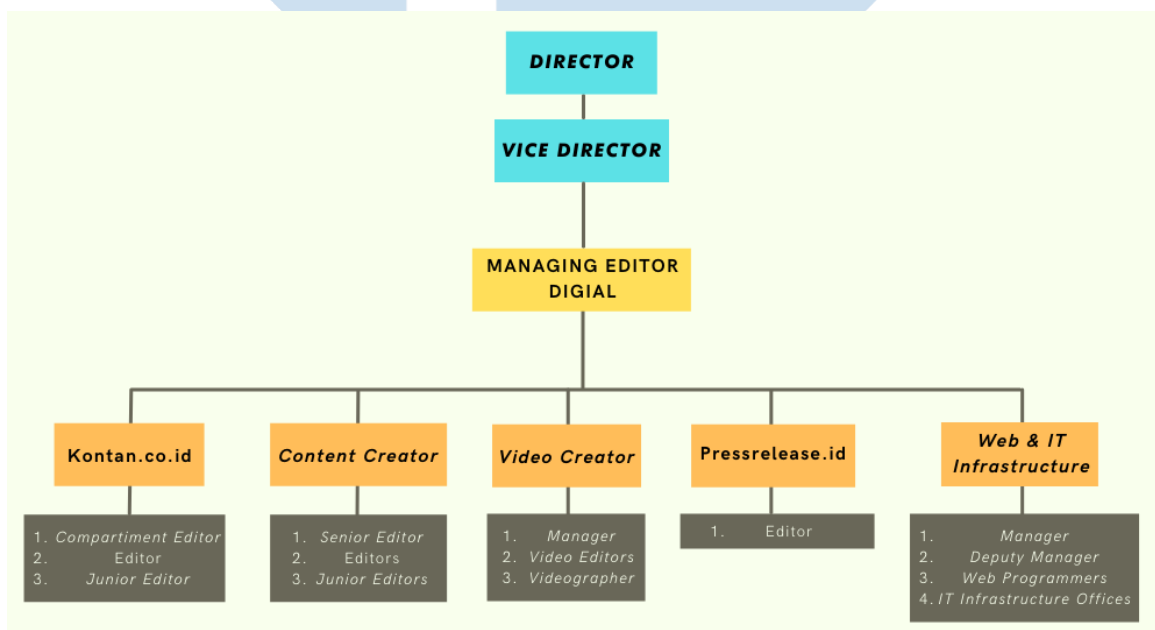 DIRECTOR
VICE DIRECTOR
MANAGING EDITOR
DIGIAL
Kontan.co.id
Content Creator
Video Creator
Pressrelease.id
Web & IT
Infrastructure
1. Compartiment Editor
2. Editor
3. Junior Editor
1. Senior Editor
2. Editors
3. Junior Editors
1. Manager
2. Video Editors
3. Videographer
1. Editor
1. Manager
2. Deputy Manager
3. Web Programmers
4. IT Infrastructure Offices